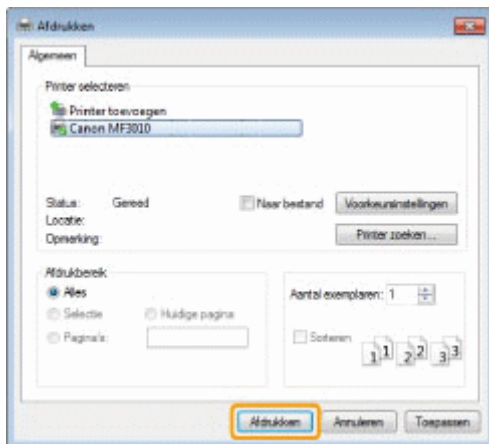 Afdrukken
Algemeen
Printer selecteren
Printer toevoegen
Canon MF3010
Status: Gereed
Naar bestand
Voorkeursinstellingen
Locatie:
Opmerking:
Printer zoeken...
Afdrukbereik
Alles
Selectie
Huidige pagina
Pagina's:
Aantal exemplaren: 1
Sorteren
1 1 2 2 3 3
Afdrukken
Annuleren
Toepassen